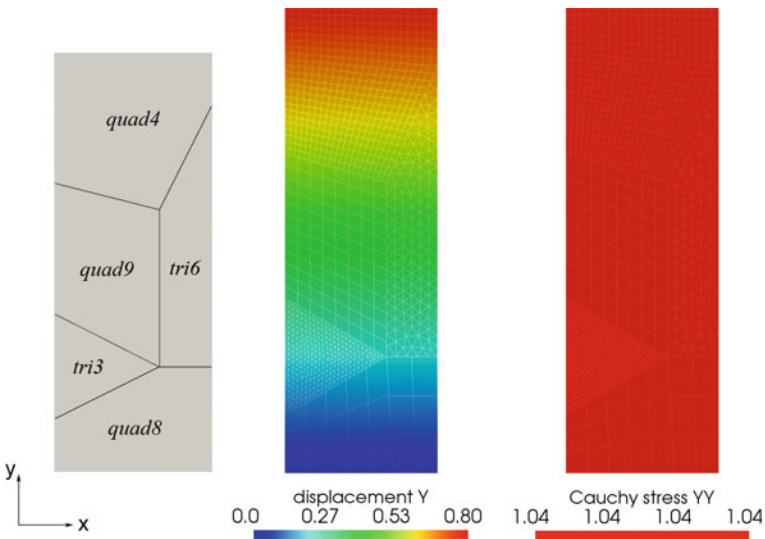 quad4
quad9
tri6
tri3
quad8
y
x
displacement Y
0.0 0.27 0.53 0.80
Cauchy stress YY
1.04 1.04 1.04 1.04